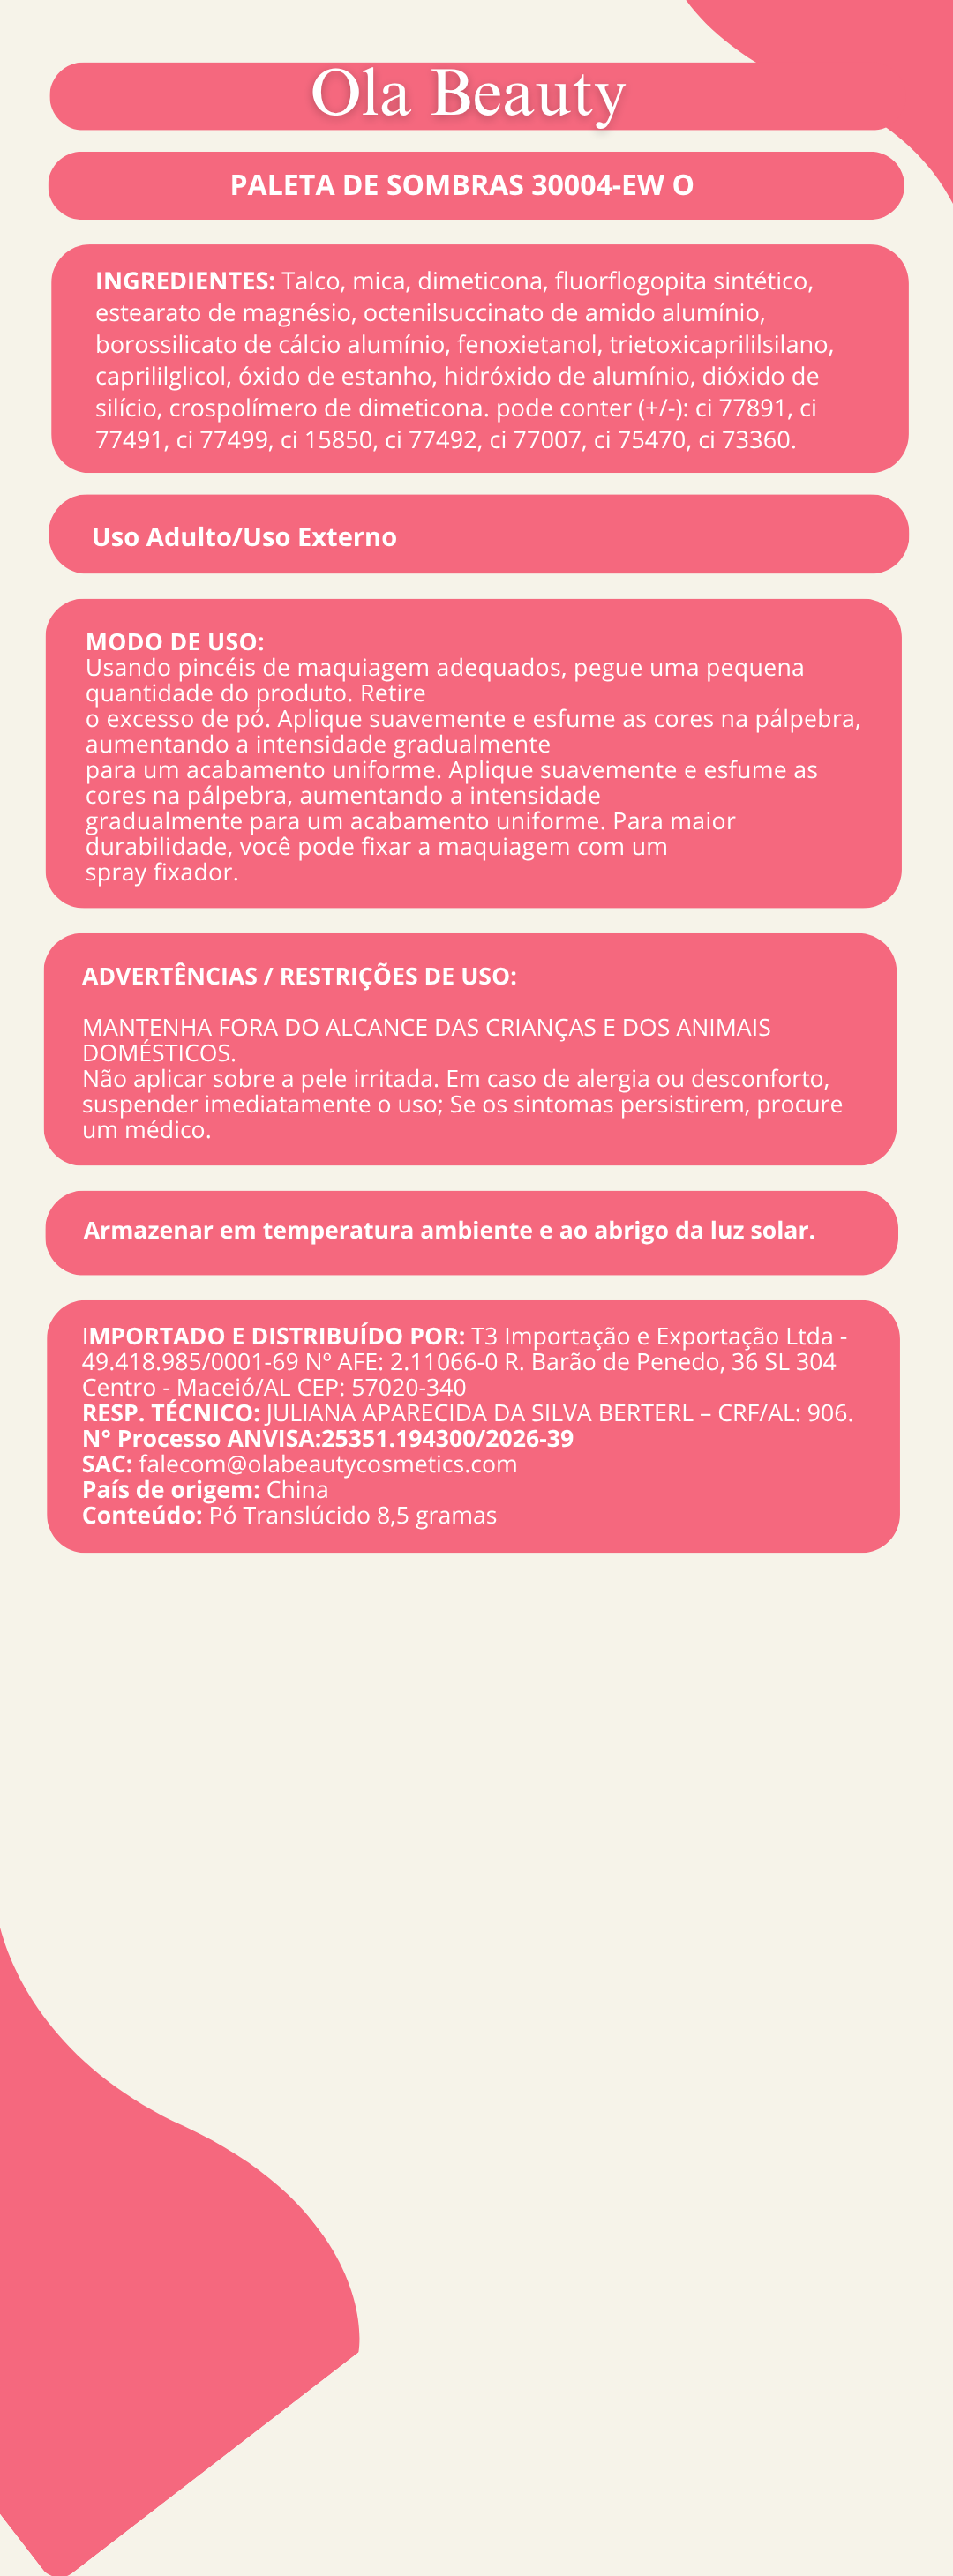 Ola Beauty
PALETA DE SOMBRAS 30004-EW O
INGREDIENTES: Talco, mica, dimeticona, fluorflogopita sintético,
estearato de magnésio, octenilsuccinato de amido alumínio,
borossilicato de cálcio alumínio, fenoxietanol, trietoxicaprililsilano,
caprililglicol, óxido de estanho, hidróxido de alumínio, dióxido de
silício, crospolímero de dimeticona. pode conter (+/-): ci 77891, ci
77491, ci 77499, ci 15850, ci 77492, ci 77007, ci 75470, ci 73360.
Uso Adulto/Uso Externo
MODO DE USO:
Usando pincéis de maquiagem adequados, pegue uma pequena
quantidade do produto. Retire
o excesso de pó. Aplique suavemente e esfume as cores na pálpebra,
aumentando a intensidade gradualmente
para um acabamento uniforme. Aplique suavemente e esfume as
cores na pálpebra, aumentando a intensidade
gradualmente para um acabamento uniforme. Para maior
durabilidade, você pode fixar a maquiagem com um
spray fixador.
ADVERTÊNCIAS / RESTRIÇÕES DE USO:
MANTENHA FORA DO ALCANCE DAS CRIANÇAS E DOS ANIMAIS
DOMÉSTICOS.
Não aplicar sobre a pele irritada. Em caso de alergia ou desconforto,
suspender imediatamente o uso; Se os sintomas persistirem, procure
um médico.
Armazenar em temperatura ambiente e ao abrigo da luz solar.
IMPORTADO E DISTRIBUÍDO POR: T3 Importação e Exportação Ltda -
49.418.985/0001-69 Nº AFE: 2.11066-0 R. Barão de Penedo, 36 SL 304
Centro - Maceió/AL CEP: 57020-340
RESP. TÉCNICO: JULIANA APARECIDA DA SILVA BERTERL – CRF/AL: 906.
N° Processo ANVISA:25351.194300/2026-39
SAC: falecom@olabeautycosmetics.com
País de origem: China
Conteúdo: Pó Translúcido 8,5 gramas